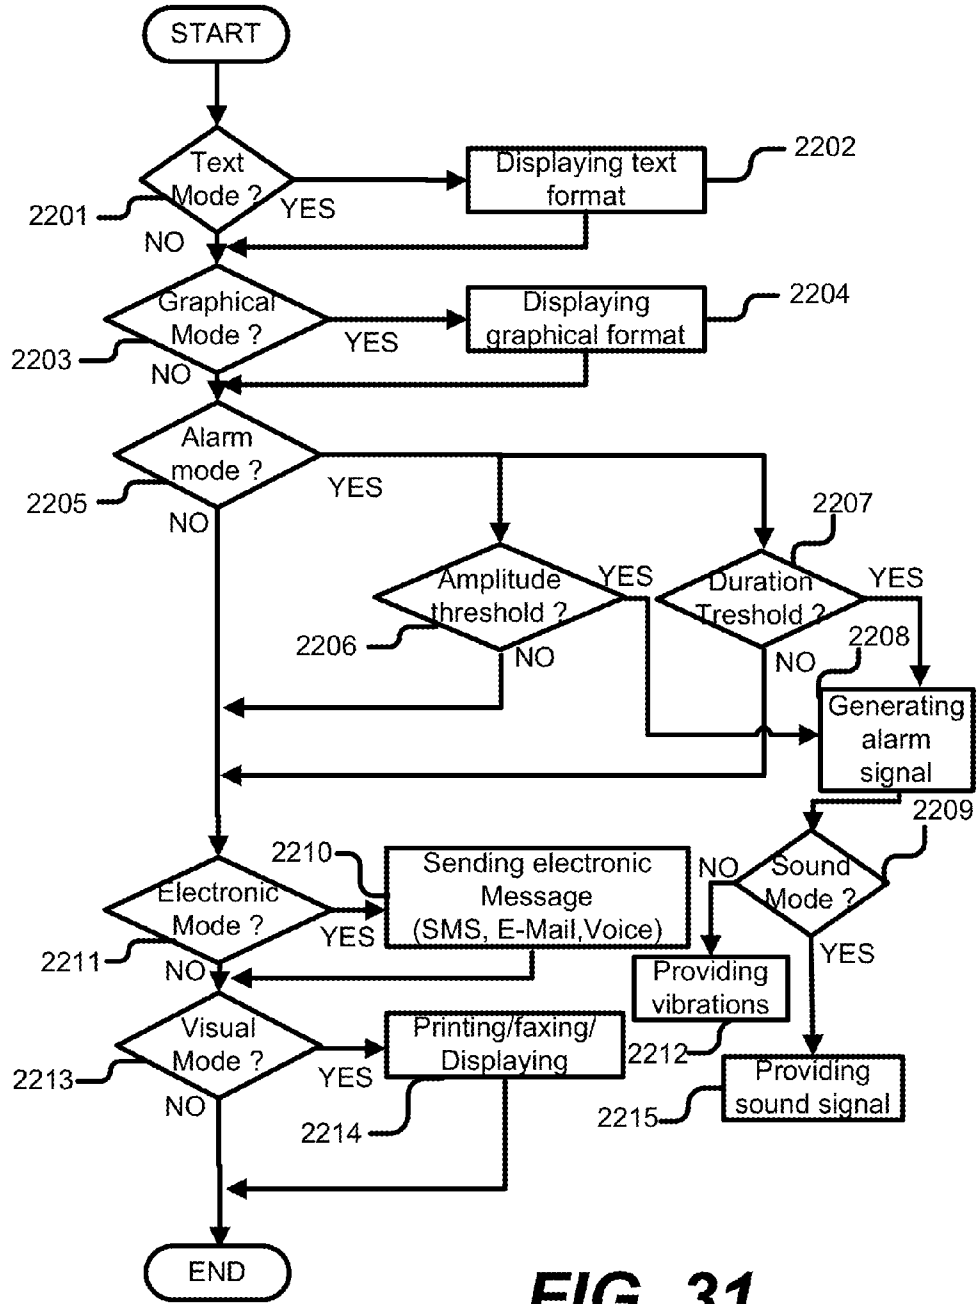 START
Text
Mode ?
2201
YES
NO
Displaying text
format
2202
Graphical
Mode ?
2203
YES
NO
Displaying
graphical format
2204
Alarm
mode ?
2205
YES
NO
2207
Amplitude
threshold ?
YES
2206
NO
Duration
Treshold ?
YES
NO
2208
Generating
alarm
signal
2209
2210
Sending electronic
Message
(SMS, E-Mail,Voice)
NO
Sound
Mode ?
YES
Electronic
Mode ?
YES
2211
NO
Providing
vibrations
2212
Visual
Mode ?
2213
YES
NO
Printing/faxing/
Displaying
2214
Providing
sound signal
2215
END
FIG. 31